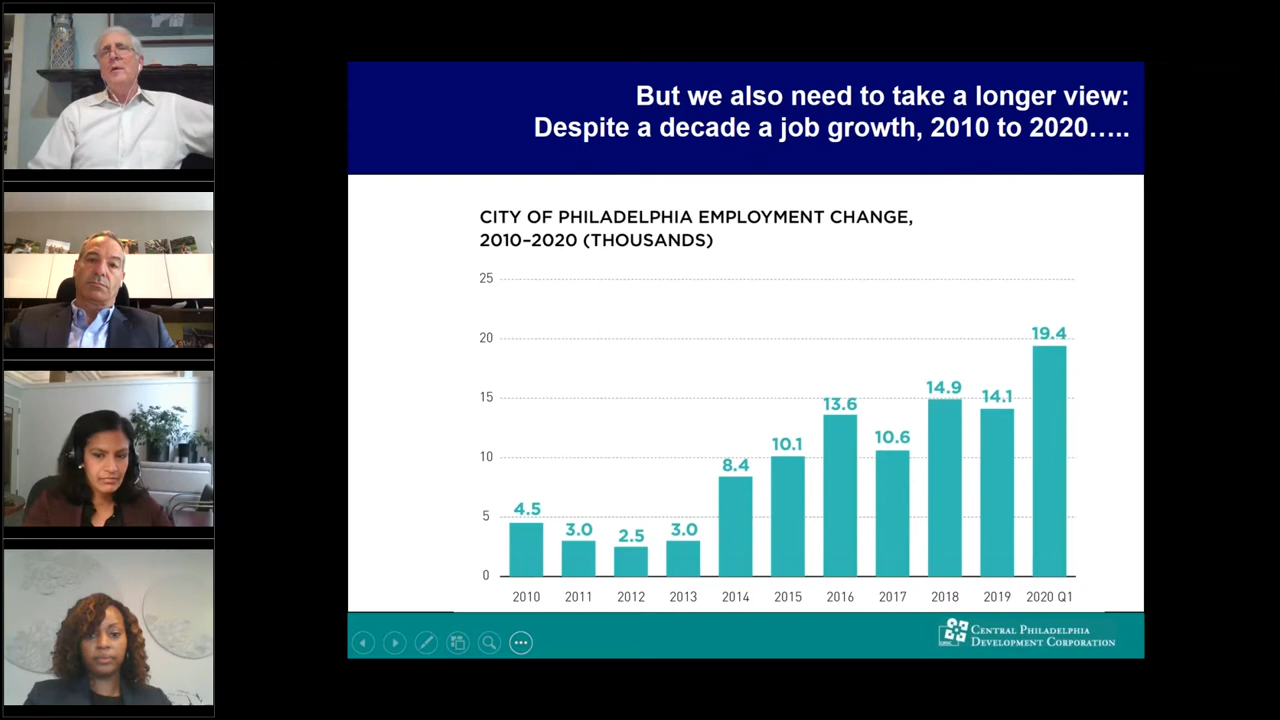 But we also need to take a longer view:
Despite a decade a job growth, 2010 to 2020…..
CITY OF PHILADELPHIA EMPLOYMENT CHANGE,
2010–2020 (THOUSANDS)
25
20
15
10
5
0
4.5
3.0
2.5
3.0
8.4
10.1
13.6
10.6
14.9
14.1
19.4
2010 2011 2012 2013 2014 2015 2016 2017 2018 2019 2020 Q1
CENTRAL PHILADELPHIA
DEVELOPMENT CORPORATION